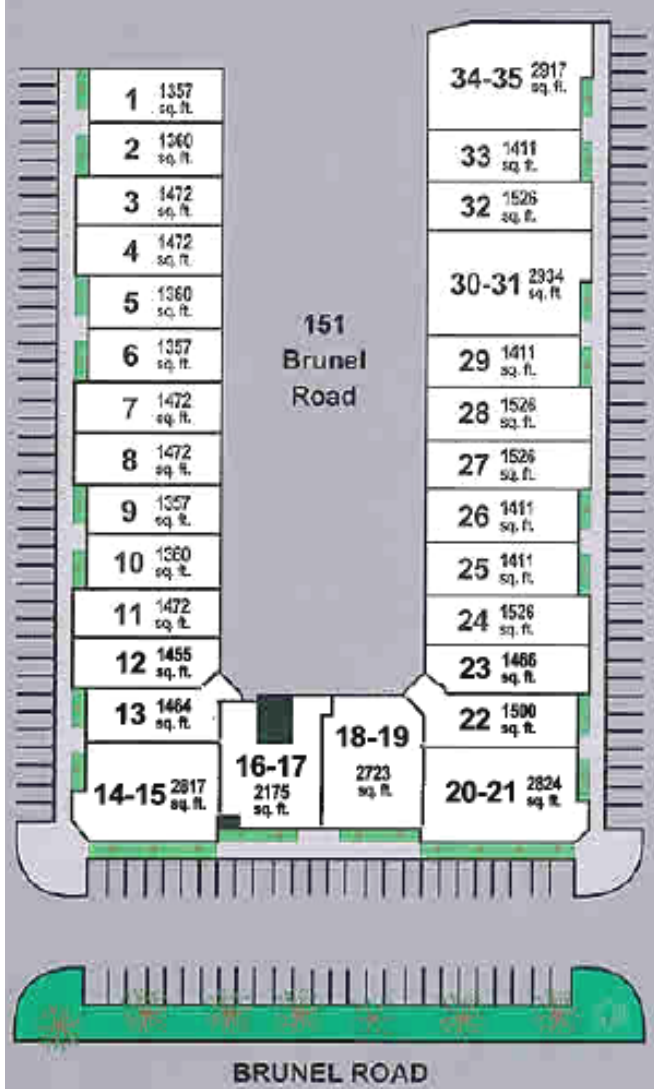 1 1357 sq. ft.
2 1360 sq. ft.
3 1472 sq. ft.
4 1472 sq. ft.
5 1360 sq. ft.
6 1357 sq. ft.
7 1472 sq. ft.
8 1472 sq. ft.
9 1357 sq. ft.
10 1360 sq. ft.
11 1472 sq. ft.
12 1455 sq. ft.
13 1464 sq. ft.
14-15 2817 sq. ft.
16-17
2175
sq. ft.
18-19
2723
sq. ft.
20-21 2824 sq. ft.
22 1500 sq. ft.
23 1466 sq. ft.
24 1526 sq. ft.
25 1411 sq. ft.
26 1411 sq. ft.
27 1526 sq. ft.
28 1526 sq. ft.
29 1411 sq. ft.
30-31 2934 sq. ft.
32 1526 sq. ft.
33 1411 sq. ft.
34-35 2917 sq. ft.
151
Brunel
Road
BRUNEL ROAD